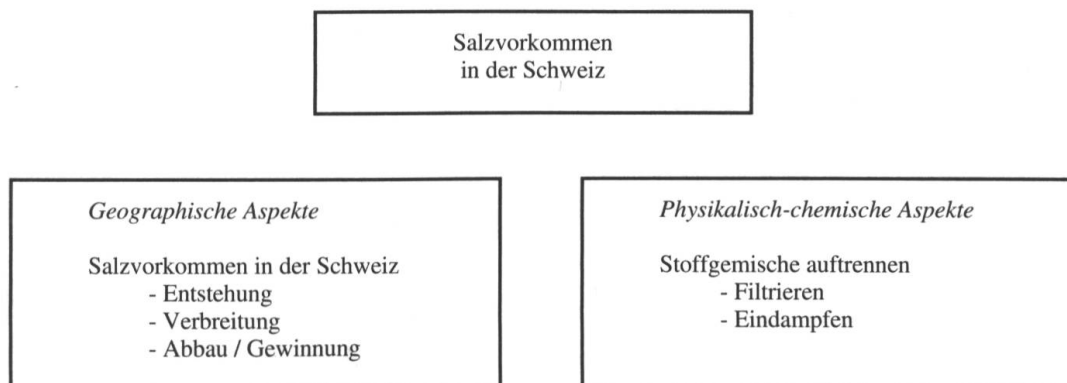 Salzvorkommen
in der Schweiz
Geographische Aspekte
Salzvorkommen in der Schweiz
- Entstehung
- Verbreitung
- Abbau / Gewinnung
Physikalisch-chemische Aspekte
Stoffgemische auftrennen
- Filtrieren
- Eindampfen